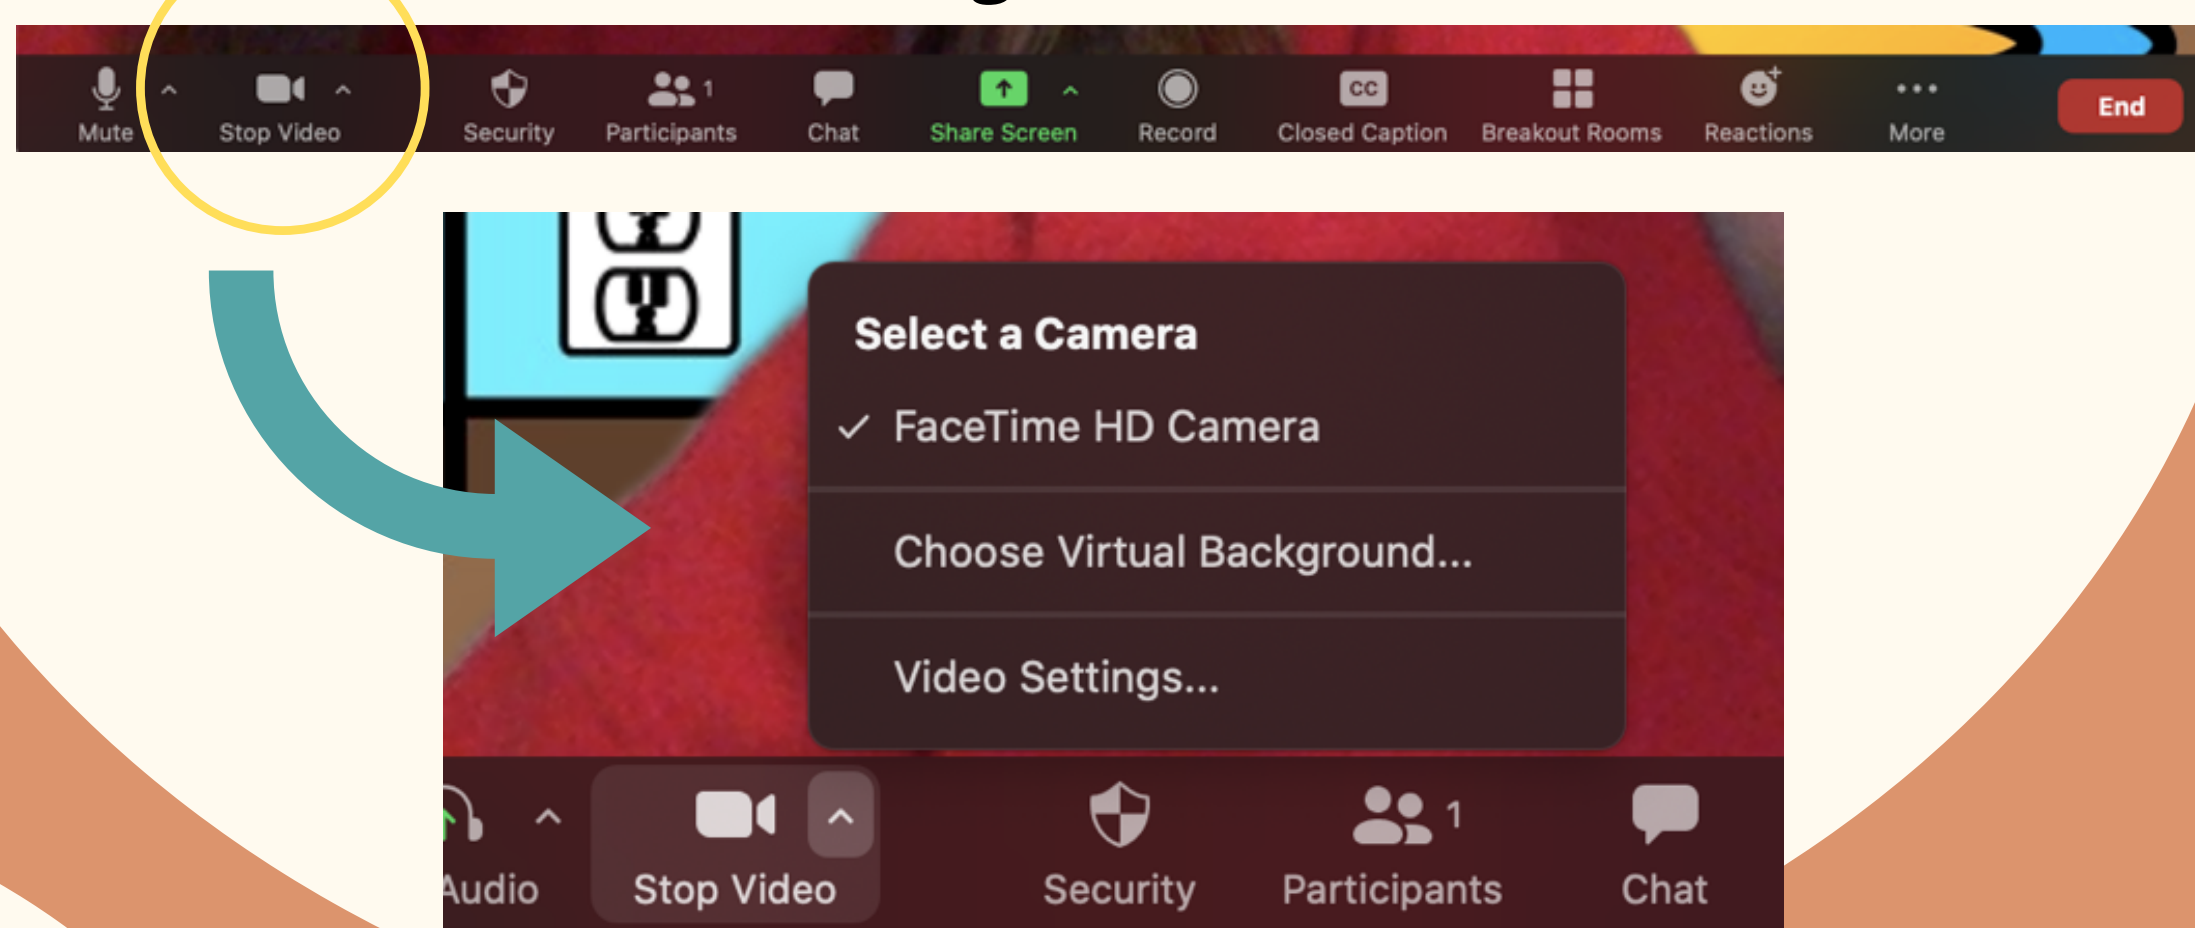 Mute
Stop Video
Security
Participants
1
Chat
Share Screen
Record
CC
Closed Caption
Breakout Rooms
Reactions
More
End
Select a Camera
✓ FaceTime HD Camera
Choose Virtual Background...
Video Settings...
Audio
Stop Video
Security
Participants
1
Chat